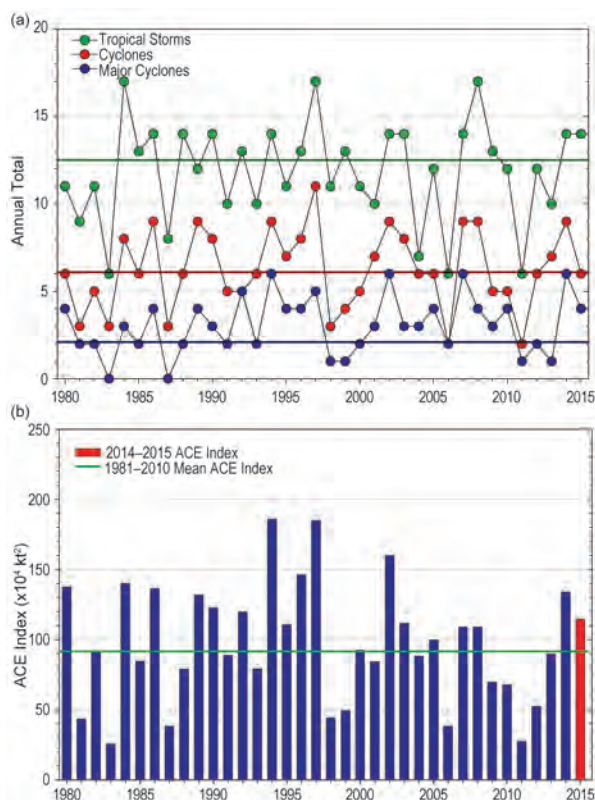 (a)
20
Tropical Storms
Cyclones
Major Cyclones
15
Annual Total
10
5
0
1980 1985 1990 1995 2000 2005 2010 2015
(b)
250
2014–2015 ACE Index
1981–2010 Mean ACE Index
200
150
ACE Index (x10⁴ kt²)
100
50
0
1980 1985 1990 1995 2000 2005 2010 2015